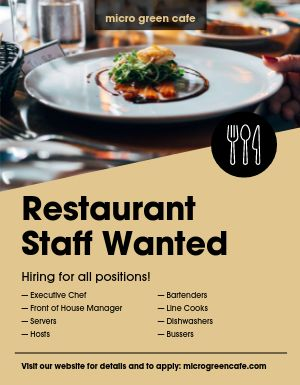 micro green cafe
Restaurant
Staff Wanted
Hiring for all positions!
— Executive Chef
— Front of House Manager
— Servers
— Hosts
— Bartenders
— Line Cooks
— Dishwashers
— Bussers
Visit our website for details and to apply: microgreencafe.com